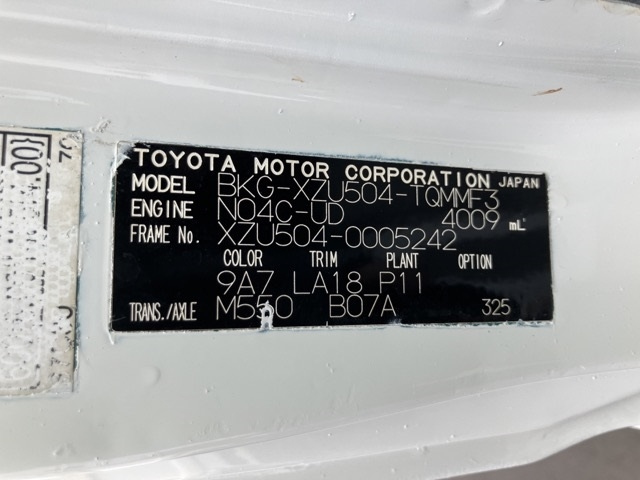 TOYOTA MOTOR CORPORATION JAPAN
MODEL BKG-XZU504-TQMMF3
ENGINE N04C-UD 4009 mL
FRAME No. XZU504-0005242
COLOR TRIM PLANT OPTION
9A7 LA18 P11
TRANS./AXLE M550 B07A 325